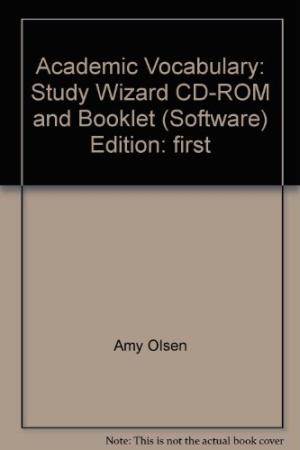 Academic Vocabulary:
Study Wizard CD-ROM
and Booklet (Software)
Edition: first
Amy Olsen
Note: This is not the actual book cover